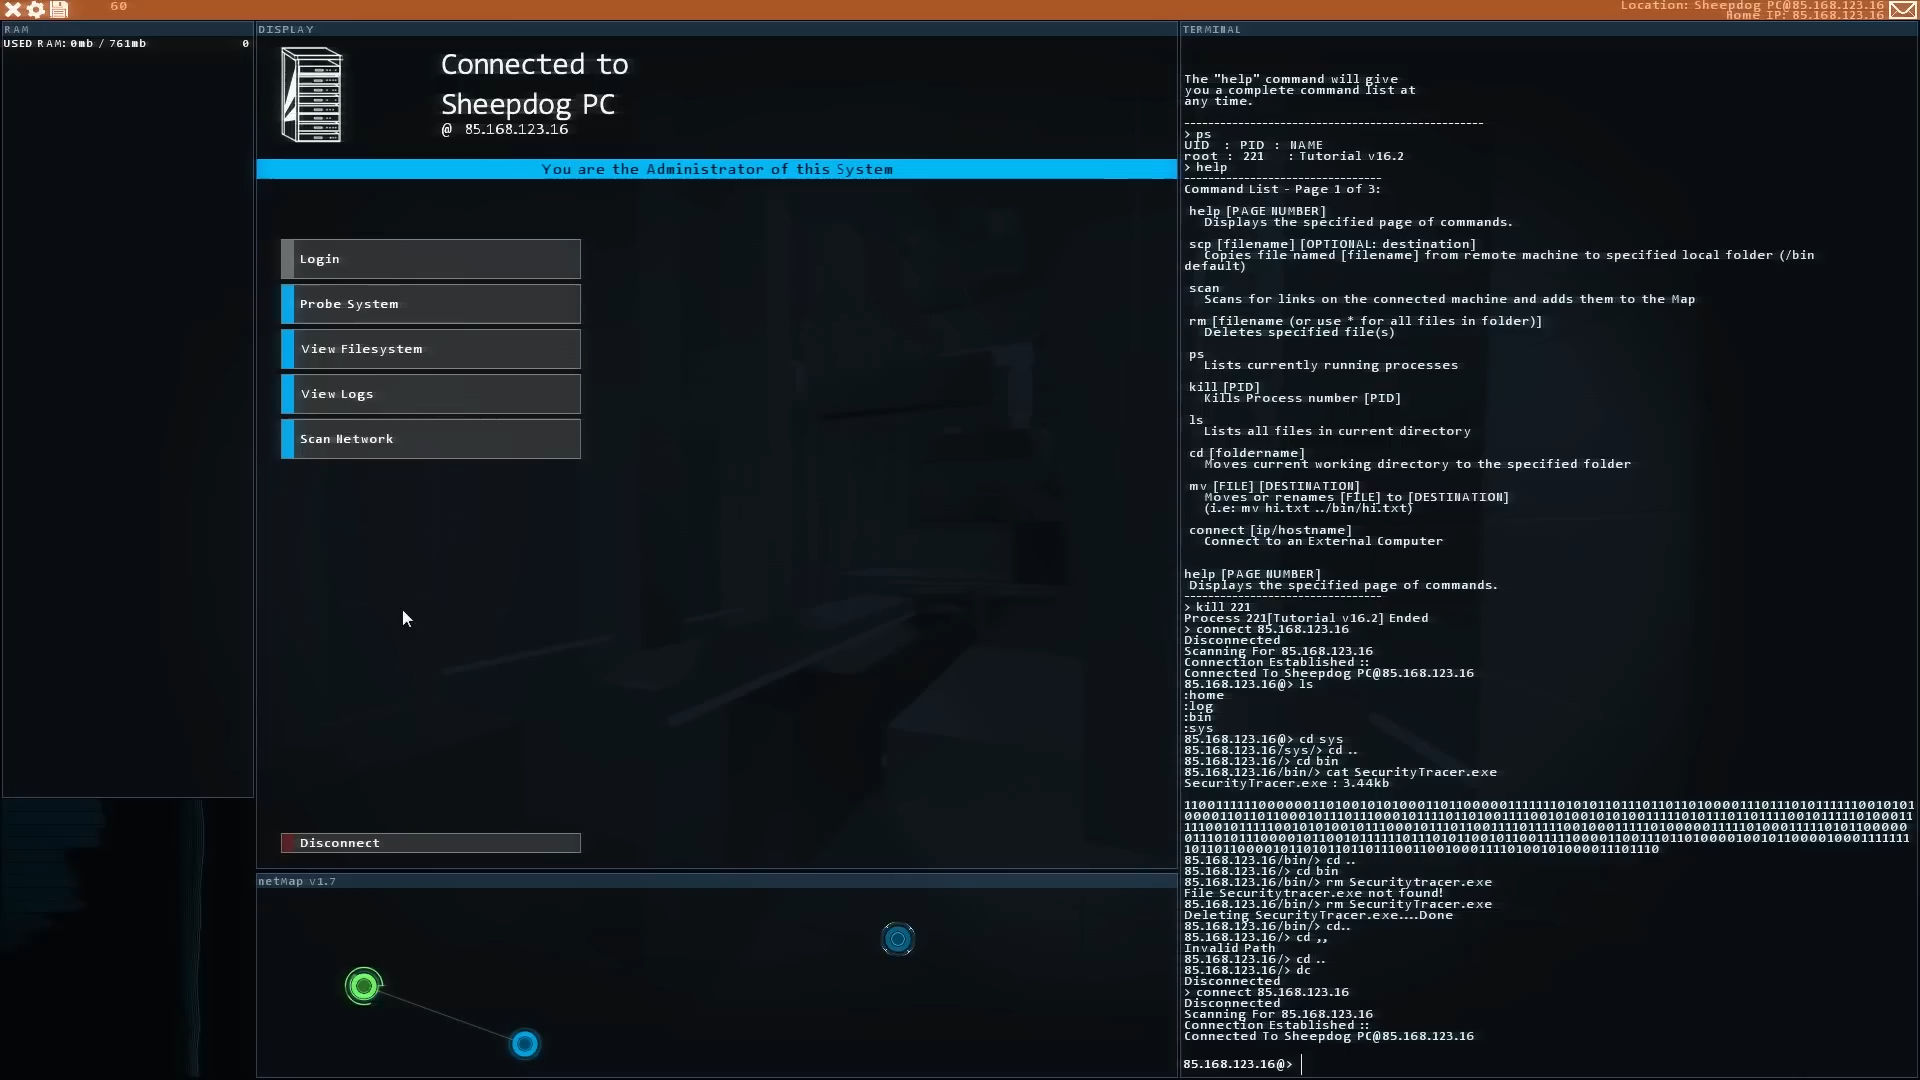 60
Location: Sheepdog PC@85.168.123.16
Home IP: 85.168.123.16
RAM
USED RAM: 0mb / 761mb 0
DISPLAY
Connected to
Sheepdog PC
@ 85.168.123.16
You are the Administrator of this System
Login
Probe System
View Filesystem
View Logs
Scan Network
Disconnect
netMap v1.7
TERMINAL
The "help" command will give
you a complete command list at
any time.
--------------------------------------------------
> ps
UID : PID : NAME
root : 221 : Tutorial v16.2
> help
---------------------------------
Command List - Page 1 of 3:
help [PAGE NUMBER]
Displays the specified page of commands.
scp [filename] [OPTIONAL: destination]
Copies file named [filename] from remote machine to specified local folder (/bin
default)
scan
Scans for links on the connected machine and adds them to the Map
rm [filename (or use * for all files in folder)]
Deletes specified file(s)
ps
Lists currently running processes
kill [PID]
Kills Process number [PID]
ls
Lists all files in current directory
cd [foldername]
Moves current working directory to the specified folder
mv [FILE] [DESTINATION]
Moves or renames [FILE] to [DESTINATION]
(i.e: mv hi.txt ../bin/hi.txt)
connect [ip/hostname]
Connect to an External Computer
help [PAGE NUMBER]
Displays the specified page of commands.
---------------------------------
> kill 221
Process 221[Tutorial v16.2] Ended
> connect 85.168.123.16
Disconnected
Scanning For 85.168.123.16
Connection Established ::
Connected To Sheepdog PC@85.168.123.16
85.168.123.16@> ls
:home
:log
:bin
:sys
85.168.123.16@> cd sys
85.168.123.16/sys/> cd ..
85.168.123.16/> cd bin
85.168.123.16/bin/> cat SecurityTracer.exe
SecurityTracer.exe : 3.44kb
85.168.123.16/bin/> cd ..
85.168.123.16/> cd bin
85.168.123.16/bin/> rm Securitytracer.exe
File Securitytracer.exe not found!
85.168.123.16/bin/> rm SecurityTracer.exe
Deleting SecurityTracer.exe....Done
85.168.123.16/bin/> cd..
85.168.123.16/> cd ,,
Invalid Path
85.168.123.16/> cd ..
85.168.123.16/> dc
Disconnected
> connect 85.168.123.16
Disconnected
Scanning For 85.168.123.16
Connection Established ::
Connected To Sheepdog PC@85.168.123.16
85.168.123.16@>